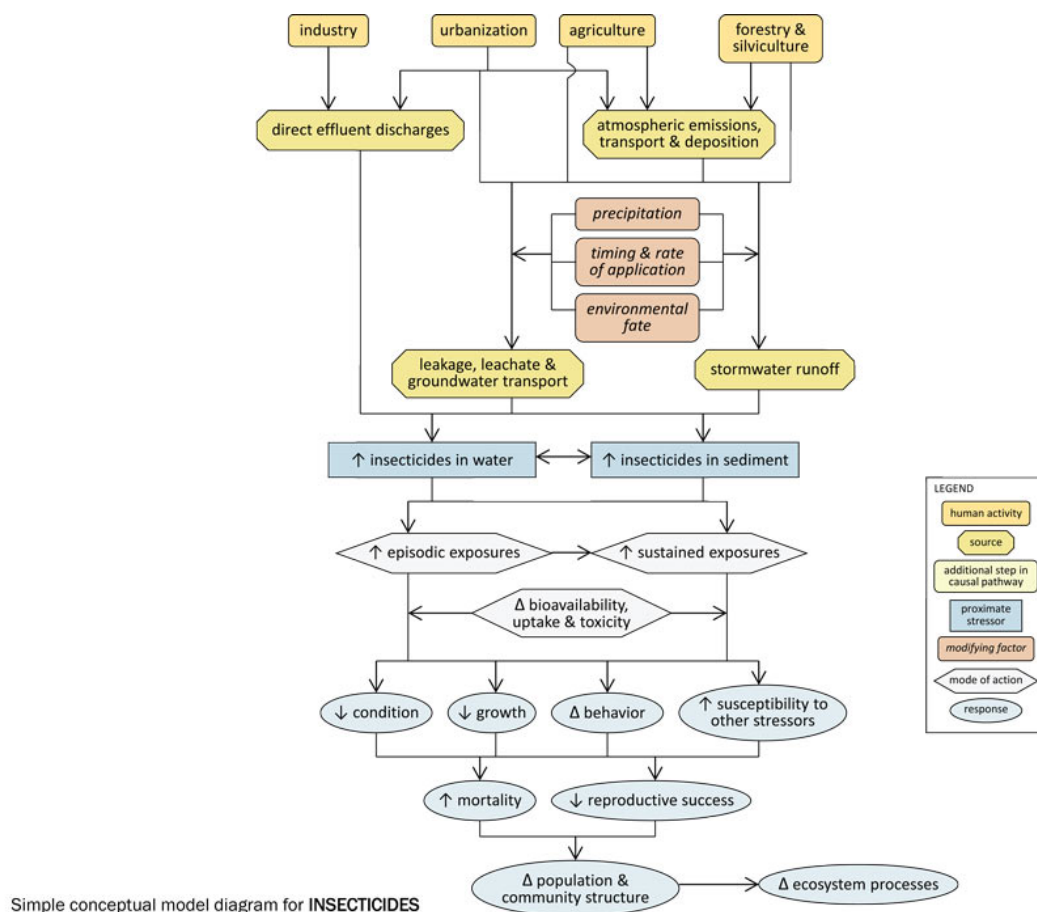 industry
urbanization
agriculture
forestry &
silviculture
direct effluent discharges
atmospheric emissions,
transport & deposition
precipitation
timing & rate
of application
environmental
fate
leakage, leachate &
groundwater transport
stormwater runoff
↑ insecticides in water
↑ insecticides in sediment
↑ episodic exposures
↑ sustained exposures
Δ bioavailability,
uptake & toxicity
↓ condition
↓ growth
Δ behavior
↑ susceptibility to
other stressors
↑ mortality
↓ reproductive success
Δ population &
community structure
Δ ecosystem processes
LEGEND
human activity
source
additional step in
causal pathway
proximate
stressor
modifying factor
mode of action
response
Simple conceptual model diagram for INSECTICIDES